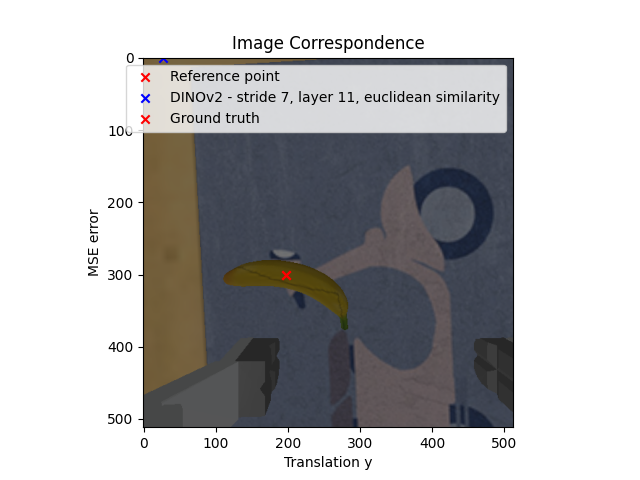 Image Correspondence
Reference point
DINOv2 - stride 7, layer 11, euclidean similarity
Ground truth
0
100
200
300
400
500
MSE error
0
100
200
300
400
500
Translation y